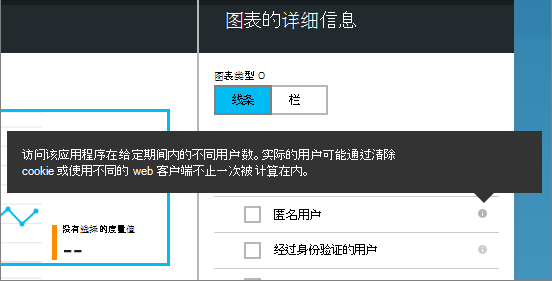 图表的详细信息
图表类型 O
线条
栏
访问该应用程序在给定期间内的不同用户数。实际的用户可能通过清除
cookie 或使用不同的 web 客户端不止一次被计算在内。
匿名用户
没有选择的度量值
--
经过身份验证的用户